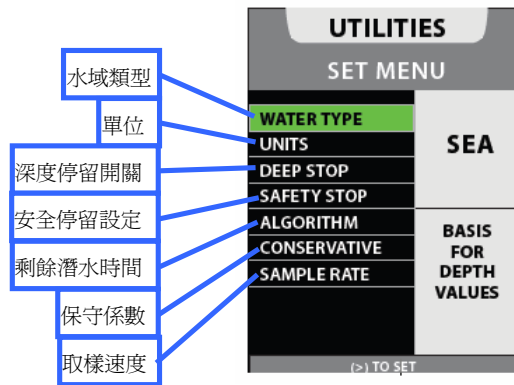 UTILITIES
SET MENU
水域類型
單位
深度停留開關
安全停留設定
剩餘潛水時間
保守係數
取樣速度
WATER TYPE
UNITS
DEEP STOP
SAFETY STOP
ALGORITHM
CONSERVATIVE
SAMPLE RATE
SEA
BASIS
FOR
DEPTH
VALUES
(>) TO SET